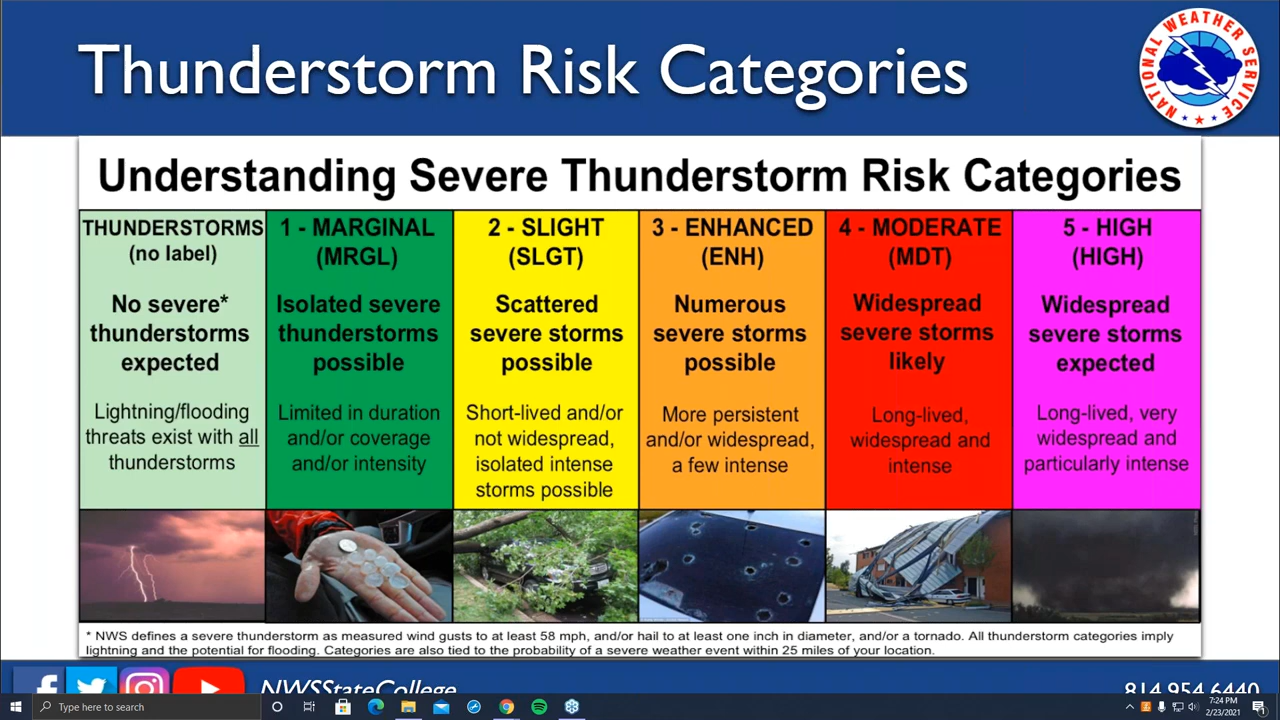 Thunderstorm Risk Categories
NATIONAL WEATHER SERVICE
Understanding Severe Thunderstorm Risk Categories
THUNDERSTORMS
(no label)
No severe*
thunderstorms
expected
Lightning/flooding
threats exist with all
thunderstorms
1 - MARGINAL
(MRGL)
Isolated severe
thunderstorms
possible
Limited in duration
and/or coverage
and/or intensity
2 - SLIGHT
(SLGT)
Scattered
severe storms
possible
Short-lived and/or
not widespread,
isolated intense
storms possible
3 - ENHANCED
(ENH)
Numerous
severe storms
possible
More persistent
and/or widespread,
a few intense
4 - MODERATE
(MDT)
Widespread
severe storms
likely
Long-lived,
widespread and
intense
5 - HIGH
(HIGH)
Widespread
severe storms
expected
Long-lived, very
widespread and
particularly intense
* NWS defines a severe thunderstorm as measured wind gusts to at least 58 mph, and/or hail to at least one inch in diameter, and/or a tornado. All thunderstorm categories imply
lightning and the potential for flooding. Categories are also tied to the probability of a severe weather event within 25 miles of your location.
NWSStateCollege
814.954.6440
Type here to search
7:24 PM
2/23/2021